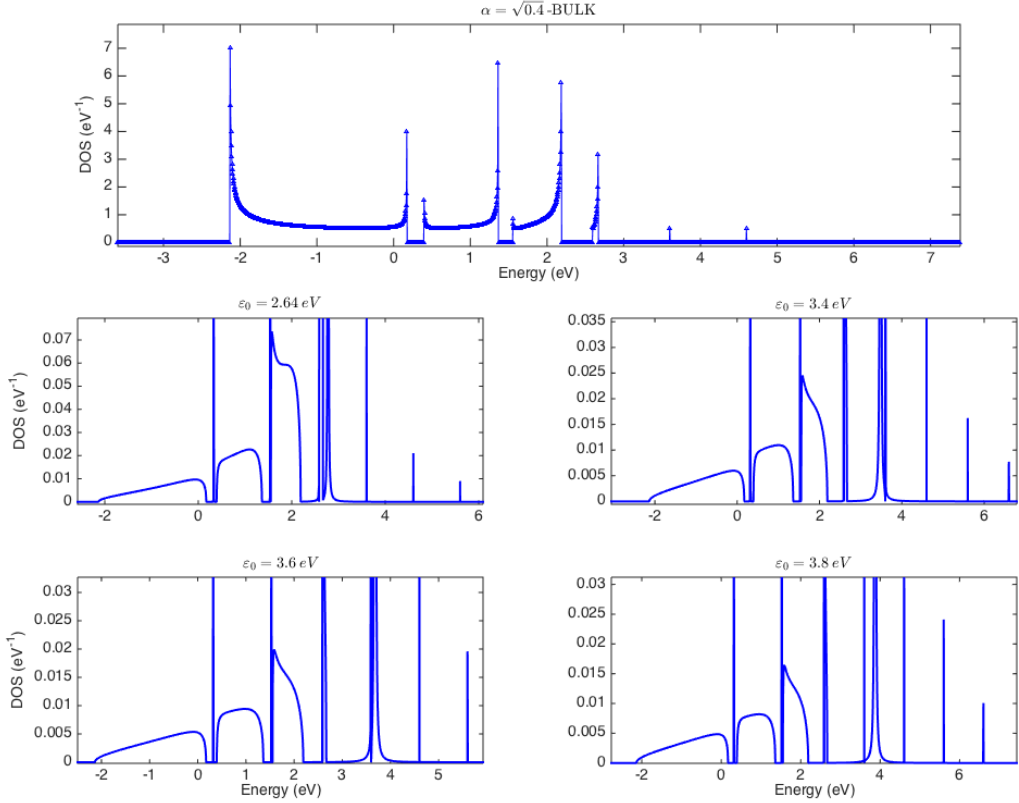 α = √0.4 -BULK
DOS (eV⁻¹)
7
6
5
4
3
2
1
0
-3 -2 -1 0 1 2 3 4 5 6 7
Energy (eV)
ε₀ = 2.64 eV
DOS (eV⁻¹)
0.07
0.06
0.05
0.04
0.03
0.02
0.01
0
-2 0 2 4 6
ε₀ = 3.4 eV
0.035
0.03
0.025
0.02
0.015
0.01
0.005
0
-2 0 2 4 6
ε₀ = 3.6 eV
DOS (eV⁻¹)
0.03
0.025
0.02
0.015
0.01
0.005
0
-2 -1 0 1 2 3 4 5
Energy (eV)
ε₀ = 3.8 eV
0.03
0.025
0.02
0.015
0.01
0.005
0
-2 0 2 4 6
Energy (eV)